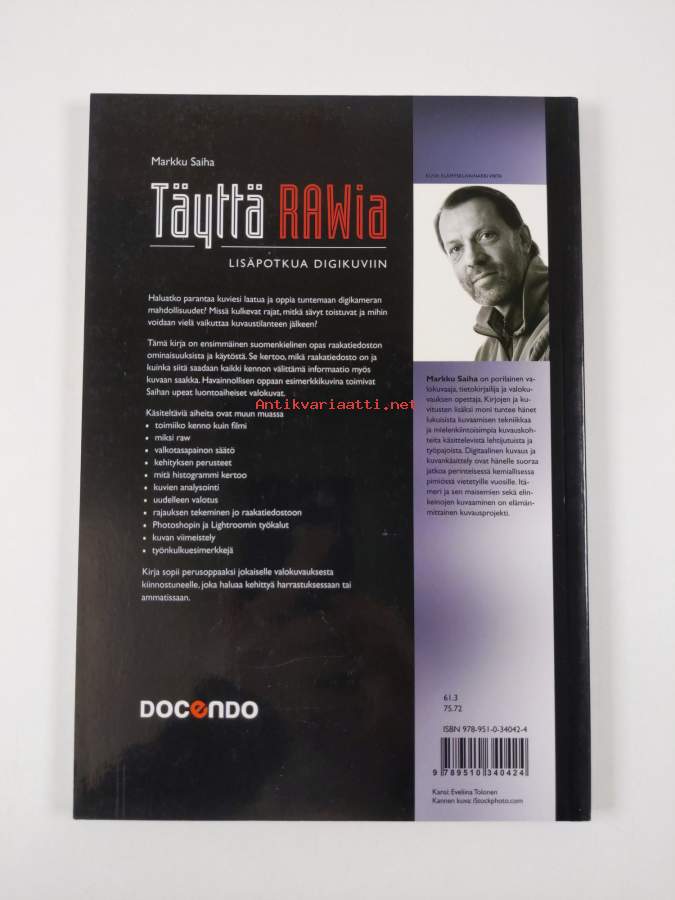 Markku Saiha
Täyttä RAWia
LISÄPOTKUA DIGIKUVIIN
Haluatko parantaa kuviesi laatua ja oppia tuntemaan digikameran
mahdollisuudet? Missä kulkevat rajat, mitkä sävyt toistuvat ja mihin
voidaan vielä vaikuttaa kuvaustilanteen jälkeen?
Tämä kirja on ensimmäinen suomenkielinen opas raakatiedoston
ominaisuuksista ja käytöstä. Se kertoo, mikä raakatiedosto on ja
kuinka siitä saadaan kaikki kennon välittämä informaatio myös
kuvaan saakka. Havainnollisen oppaan esimerkkikuvina toimivat
Saihan upeat luontoaiheiset valokuvat.
Käsiteltäviä aiheita ovat muun muassa
• toimiiko kenno kuin filmi
• miksi raw
• valkotasapainon säätö
• kehityksen perusteet
• mitä histogrammi kertoo
• kuvien analysointi
• uudelleen valotus
• rajauksen tekeminen jo raakatiedostoon
• Photoshopin ja Lightroomin työkalut
• kuvan viimeistely
• työnkulkuesimerkkejä
Kirja sopii perusoppaaksi jokaiselle valokuvauksesta
kiinnostuneelle, joka haluaa kehittyä harrastuksessaan tai
ammatissaan.
DOCENDO
Antikvariaatti.net
Markku Saiha on porilainen va-
lokuvaaja, tietokirjailija ja valoku-
vauksen opettaja. Kirjojen ja ku-
vitusten lisäksi moni tuntee hänet
lukuisista kuvaamisen tekniikkaa
ja mielenkiintoisimpia kuvauskoh-
teita käsittelevistä lehtijutuista ja
työpajoista. Digitaalinen kuvaus ja
kuvankäsittely ovat hänelle suoraa
jatkoa perinteisessä kemiallisessa
pimiössä vietetyille vuosille. Itä-
meri ja sen maisemien sekä elin-
keinojen kuvaaminen on elämän-
mittainen kuvausprojekti.
61.3
75.72
ISBN 978-951-0-34042-4
9 789510 340424
Kansi: Eveliina Tolonen
Kannen kuva: iStockphoto.com